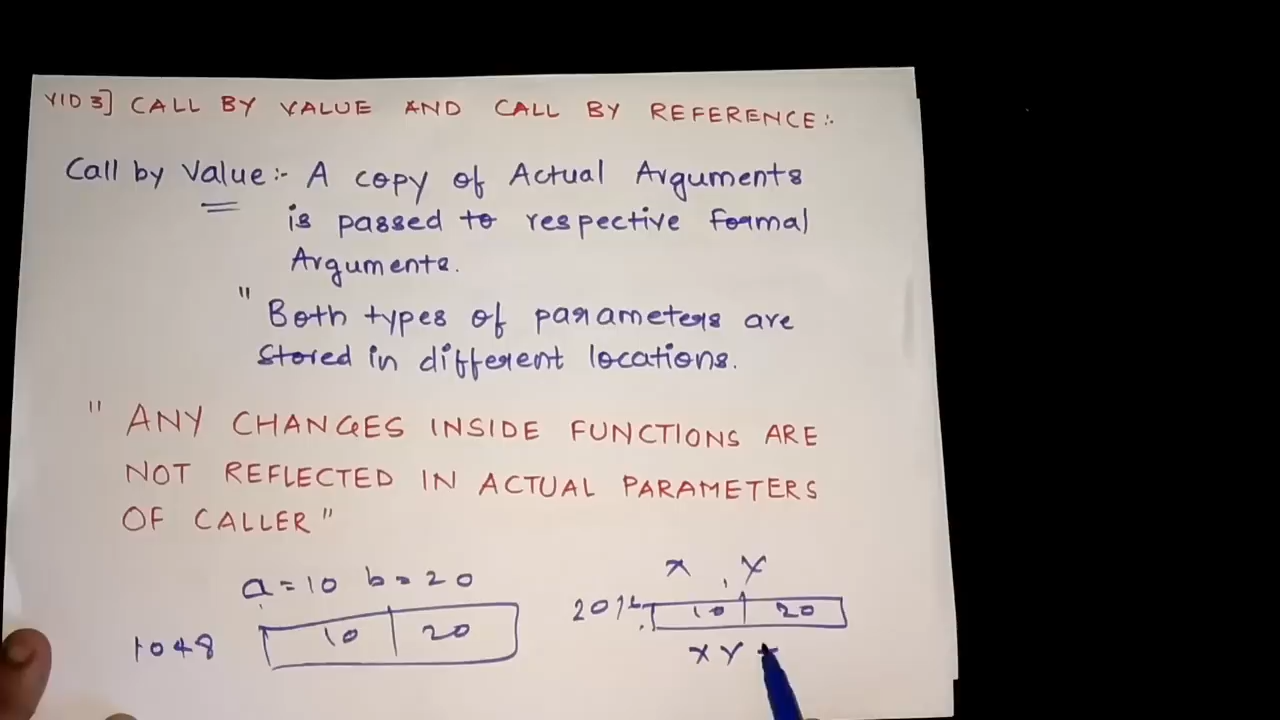 VID 3] CALL BY VALUE AND CALL BY REFERENCE:-
Call by Value:- A copy of Actual Arguments
is passed to respective formal
Arguments.
" Both types of parameters are
stored in different locations.
" ANY CHANGES INSIDE FUNCTIONS ARE
NOT REFLECTED IN ACTUAL PARAMETERS
OF CALLER "
a = 10 b = 20
x , y
1048 10 20
10 20
x y